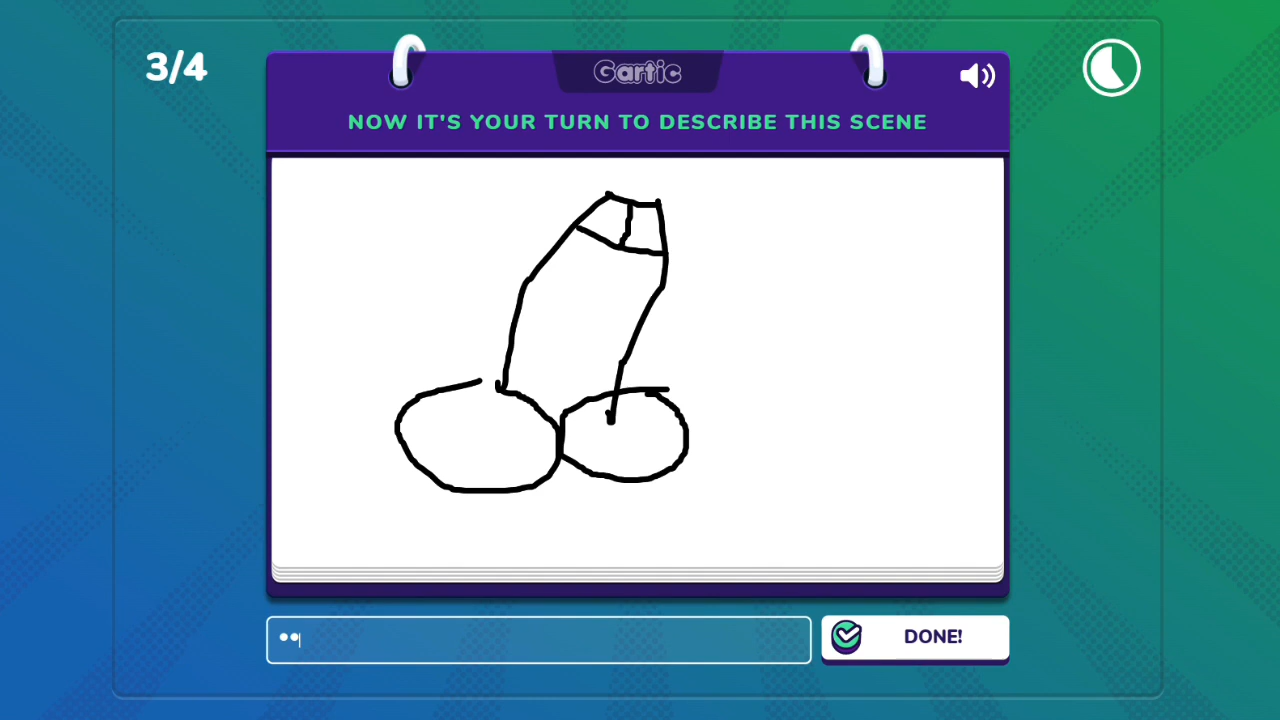 3/4
Gartic
NOW IT'S YOUR TURN TO DESCRIBE THIS SCENE
••
DONE!